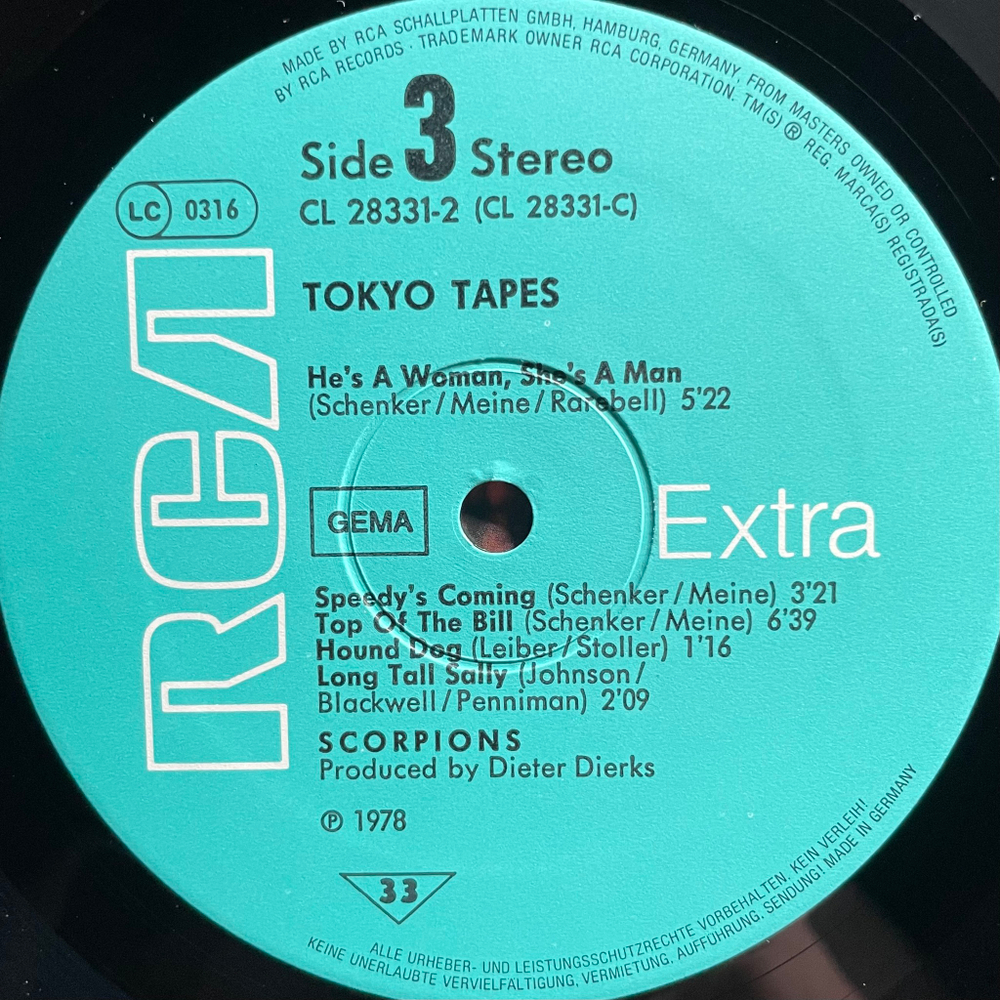 MADE BY RCA SCHALLPLATTEN GMBH, HAMBURG, GERMANY, FROM MASTERS OWNED OR CONTROLLED
BY RCA RECORDS · TRADEMARK OWNER RCA CORPORATION. TM(S) ® REG. MARCA(S) REGISTRADA(S)
Side 3 Stereo
LC 0316
CL 28331-2 (CL 28331-C)
RCA
TOKYO TAPES
He's A Woman, She's A Man
(Schenker/Meine/Rarebell) 5'22
GEMA
Extra
Speedy's Coming (Schenker/Meine) 3'21
Top Of The Bill (Schenker/Meine) 6'39
Hound Dog (Leiber/Stoller) 1'16
Long Tall Sally (Johnson/
Blackwell/Penniman) 2'09
SCORPIONS
Produced by Dieter Dierks
℗ 1978
33
ALLE URHEBER- UND LEISTUNGSSCHUTZRECHTE VORBEHALTEN. KEIN VERLEIH!
KEINE UNERLAUBTE VERVIELFÄLTIGUNG, VERMIETUNG, AUFFÜHRUNG, SENDUNG! MADE IN GERMANY